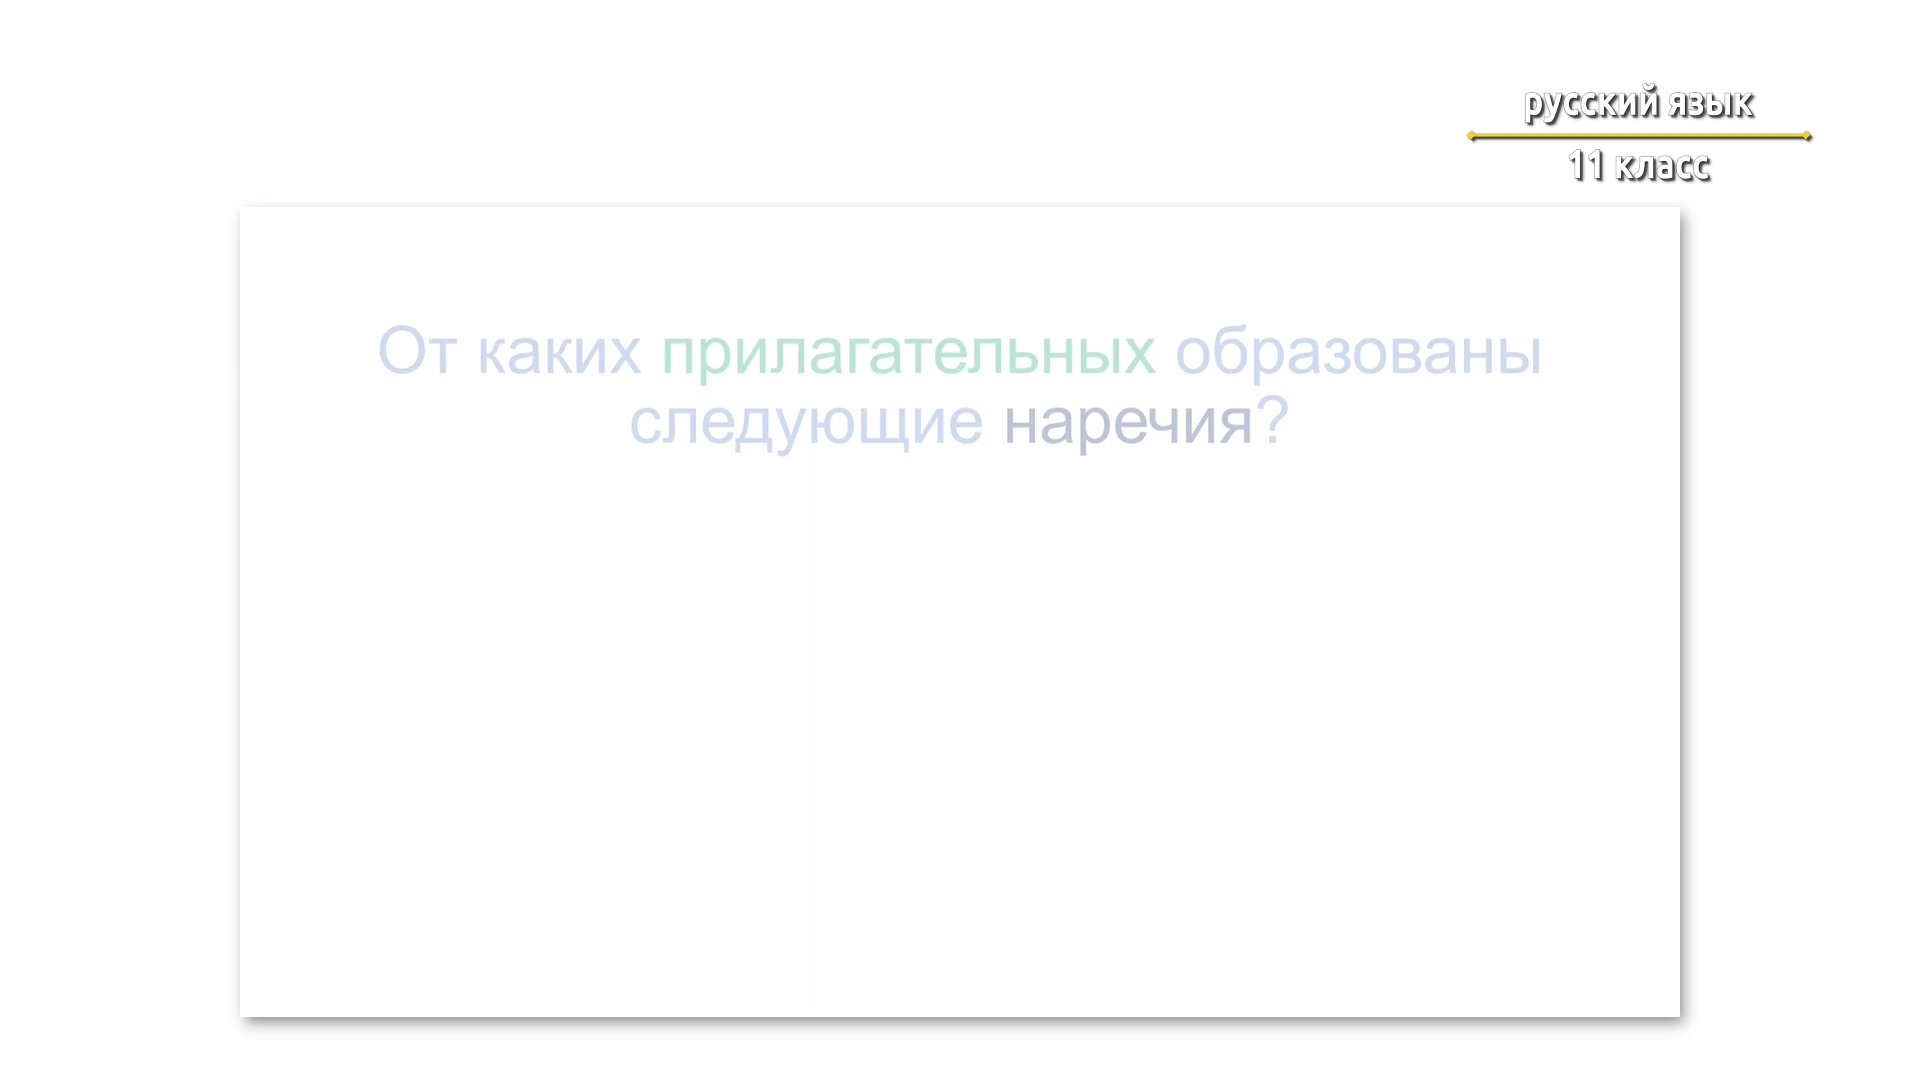 русский язык
11 класс
От каких прилагательных образованы
следующие наречия?